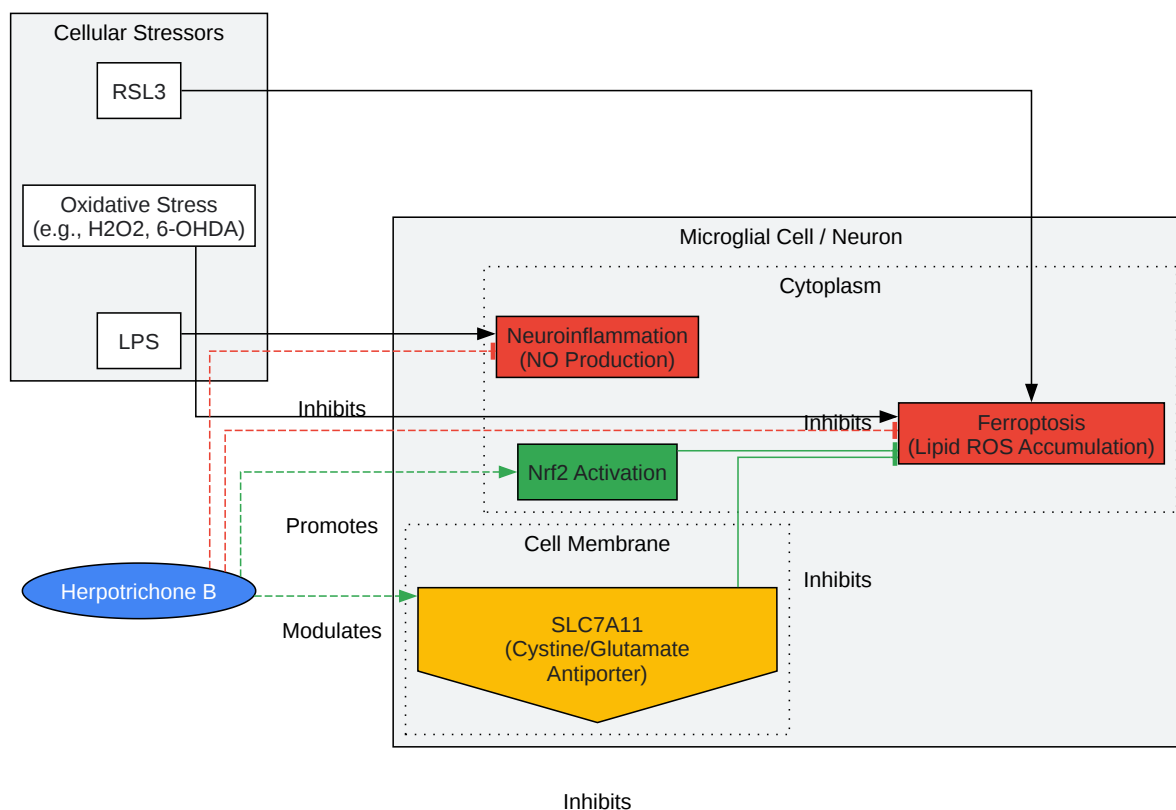 Cellular Stressors
RSL3
Oxidative Stress
(e.g., H2O2, 6-OHDA)
LPS
Microglial Cell / Neuron
Cytoplasm
Neuroinflammation
(NO Production)
Inhibits
Inhibits
Ferroptosis
(Lipid ROS Accumulation)
Nrf2 Activation
Promotes
Cell Membrane
Herpotrichone B
Inhibits
Modulates
SLC7A11
(Cystine/Glutamate
Antiporter)
Inhibits